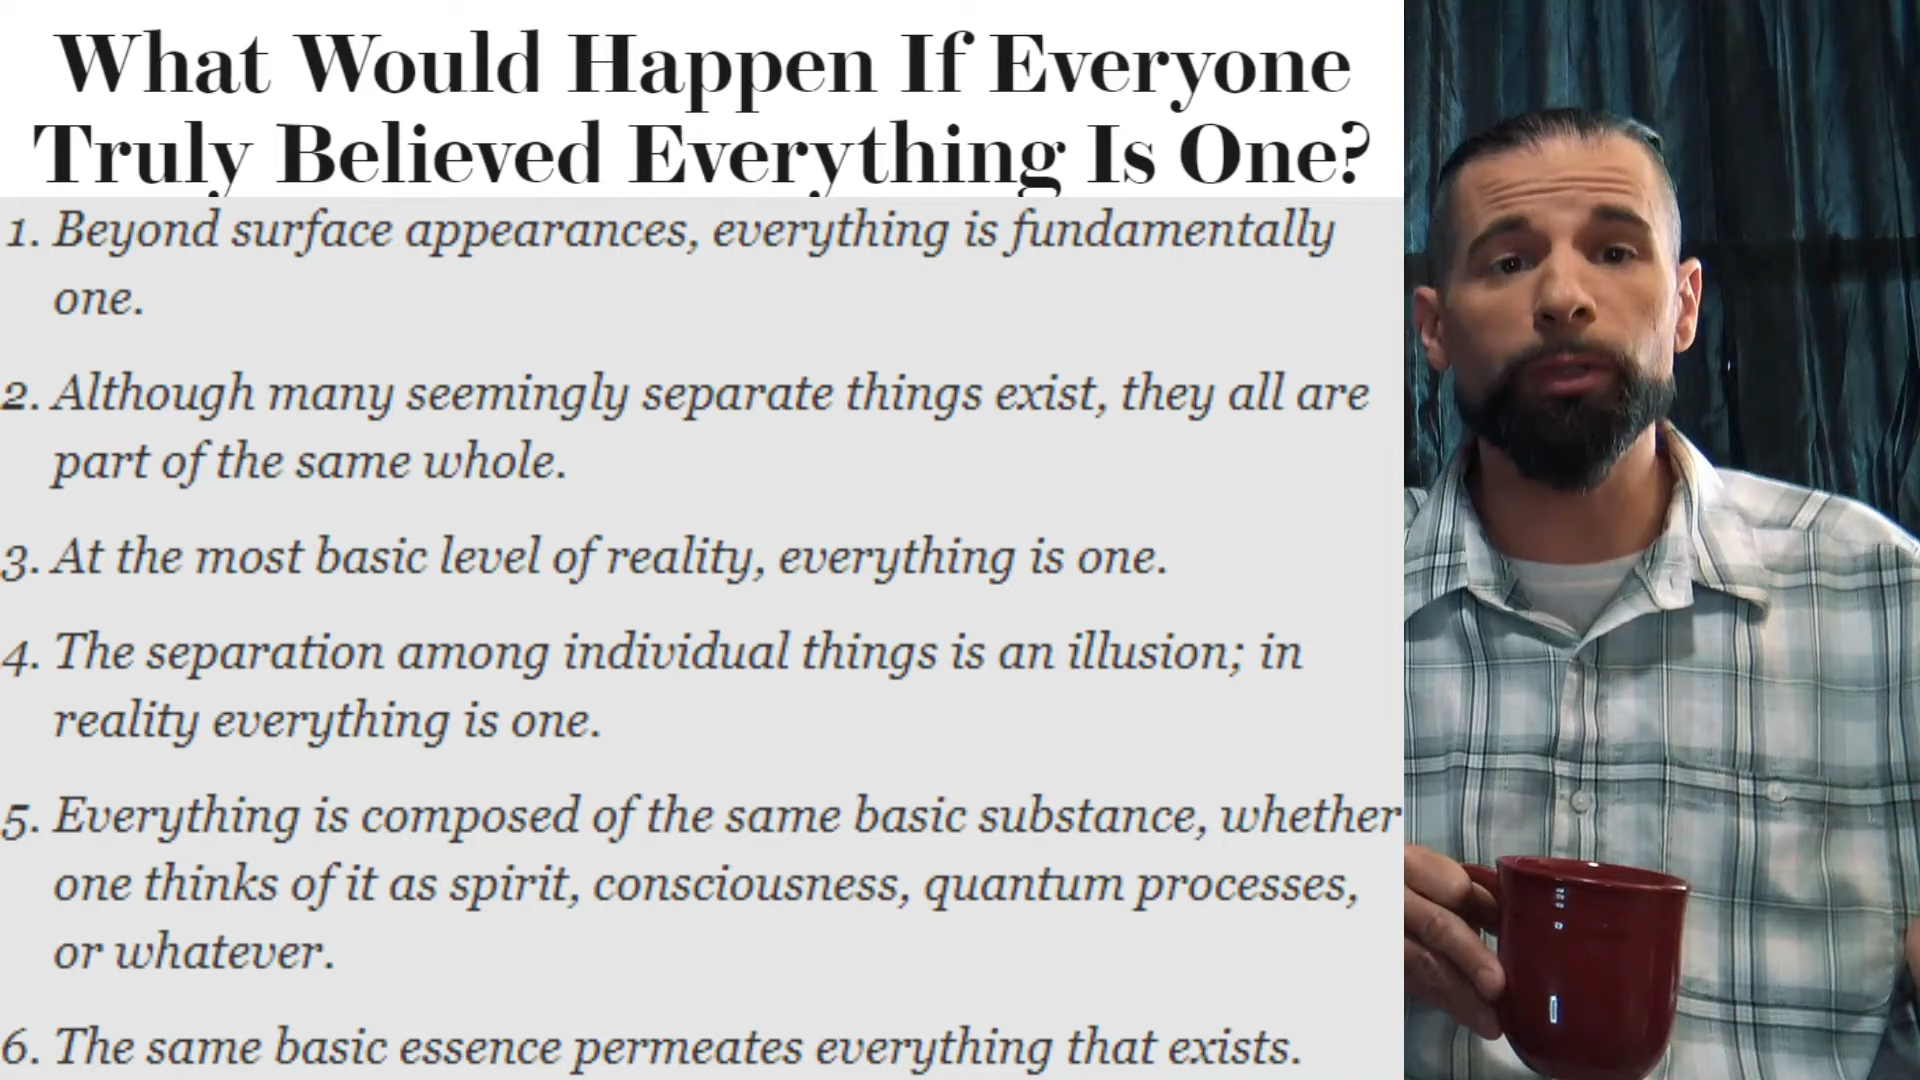 What Would Happen If Everyone
Truly Believed Everything Is One?
1. Beyond surface appearances, everything is fundamentally
one.
2. Although many seemingly separate things exist, they all are
part of the same whole.
3. At the most basic level of reality, everything is one.
4. The separation among individual things is an illusion; in
reality everything is one.
5. Everything is composed of the same basic substance, whether
one thinks of it as spirit, consciousness, quantum processes,
or whatever.
6. The same basic essence permeates everything that exists.